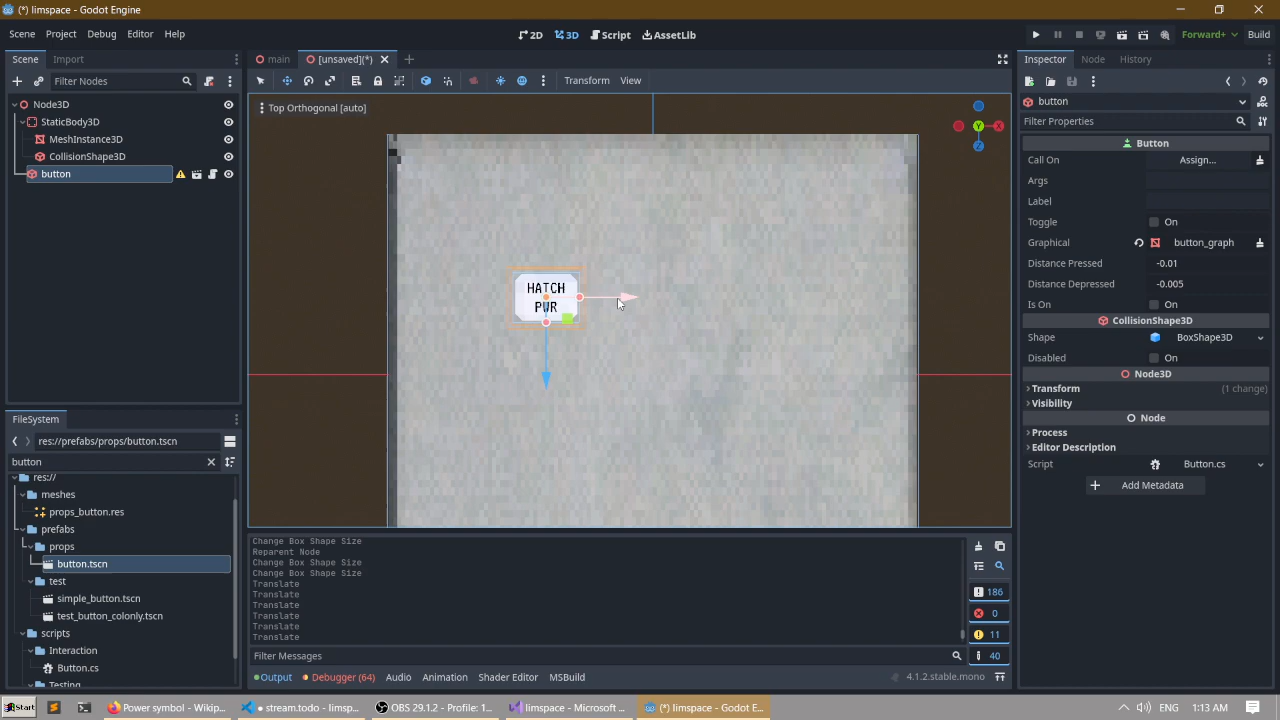 (*) limspace - Godot Engine
Scene Project Debug Editor Help
2D 3D Script AssetLib
Forward+ Build
Scene Import
main [unsaved](*)
Inspector Node History
Filter Nodes
Transform View
button
Node3D
StaticBody3D
MeshInstance3D
CollisionShape3D
button
Top Orthogonal [auto]
X
Y
Z
HATCH
PWR
Filter Properties
Button
Call On Assign...
Args
Label
Toggle On
Graphical button_graph
Distance Pressed -0.01
Distance Depressed -0.005
Is On On
CollisionShape3D
Shape BoxShape3D
Disabled On
Node3D
Transform (1 change)
Visibility
Node
Process
Editor Description
Script Button.cs
Add Metadata
FileSystem
res://prefabs/props/button.tscn
button
res://
meshes
props_button.res
prefabs
props
button.tscn
test
simple_button.tscn
test_button_colonly.tscn
scripts
Interaction
Button.cs
Testing
Change Box Shape Size
Reparent Node
Change Box Shape Size
Change Box Shape Size
Translate
Translate
Translate
Translate
Translate
Translate
186
0
11
40
Filter Messages
Output Debugger (64) Audio Animation Shader Editor MSBuild
4.1.2.stable.mono
Start Power symbol - Wikip... stream.todo - limsp... OBS 29.1.2 - Profile: 1... limspace - Microsoft ... (*) limspace - Godot E...
ENG 1:13 AM